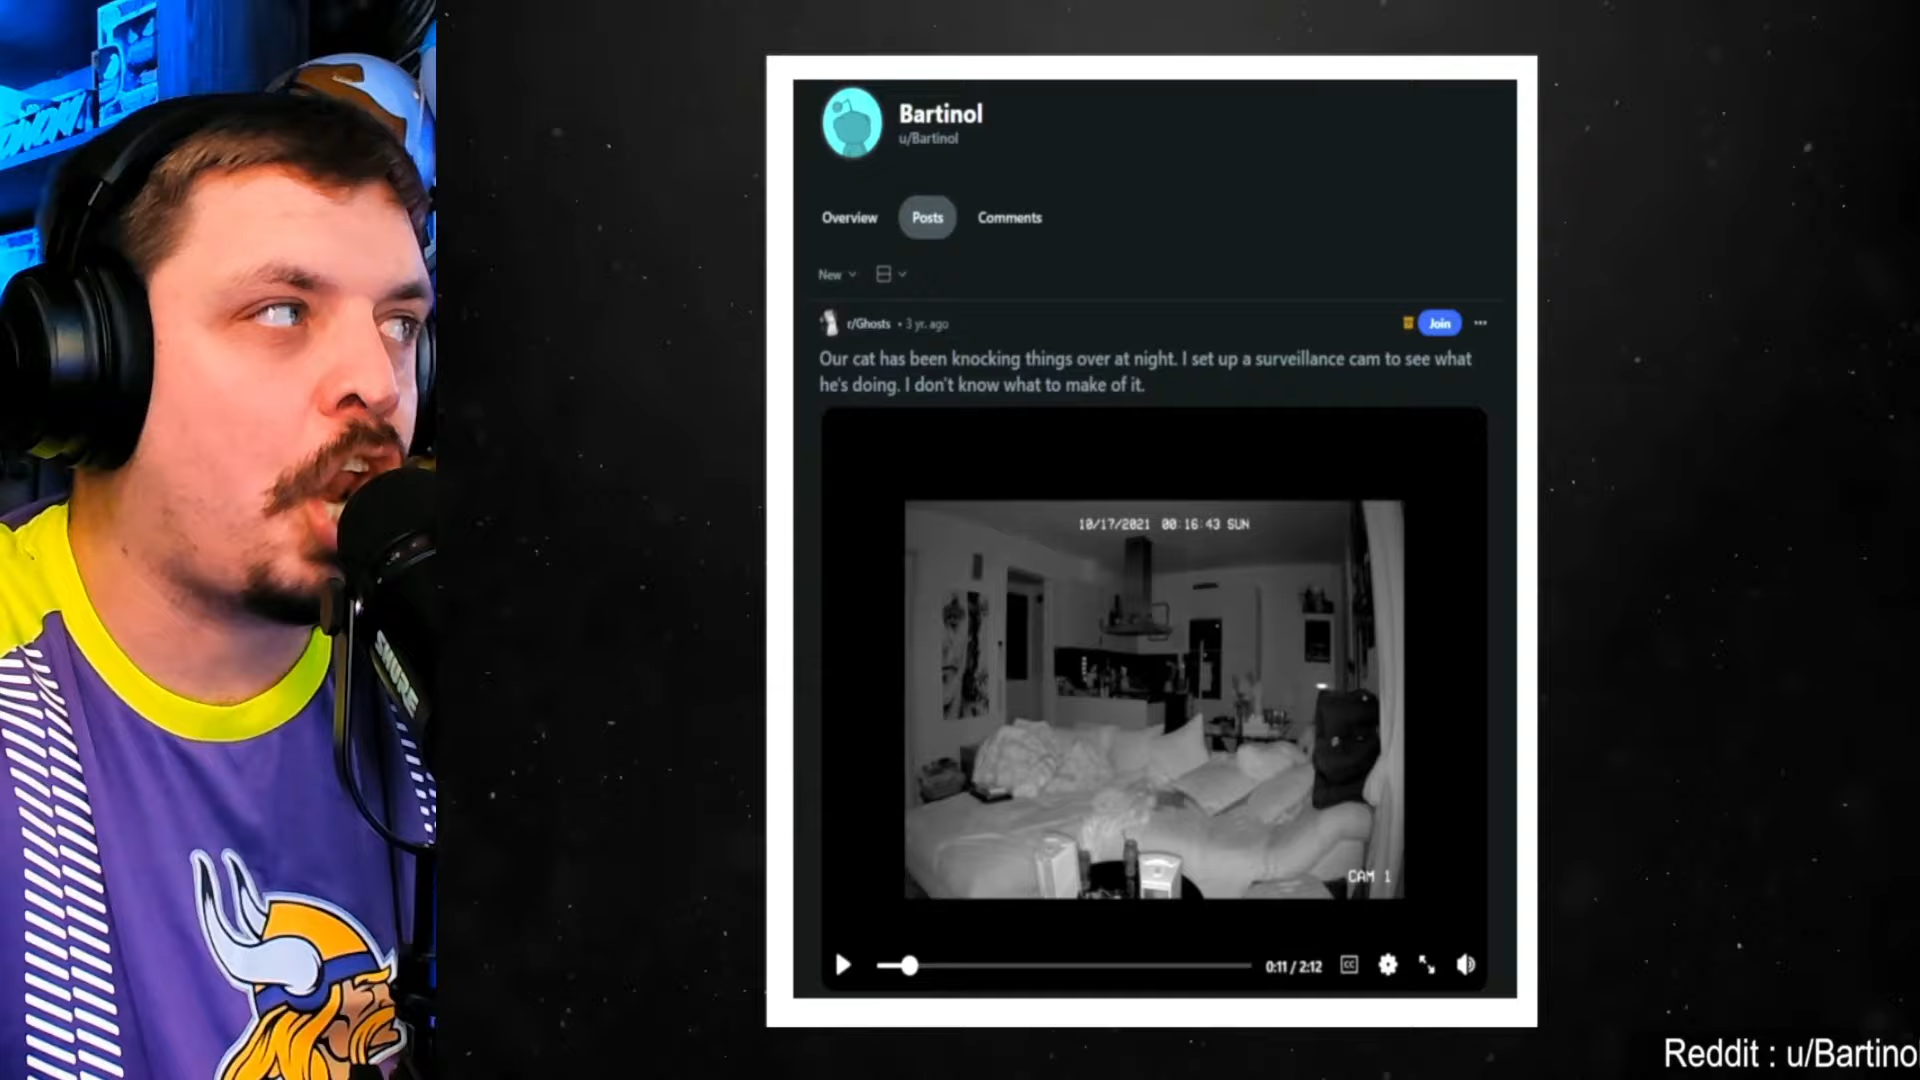 Bartinol
u/Bartinol
Overview Posts Comments
New
r/Ghosts • 3 yr. ago
Join
Our cat has been knocking things over at night. I set up a surveillance cam to see what
he's doing. I don't know what to make of it.
10/17/2021 00:16:43 SUN
CAM 1
0:11 / 2:12
CC
SHURE
Reddit : u/Bartinol